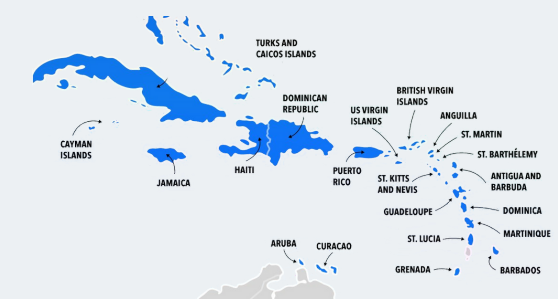 TURKS AND
CAICOS ISLANDS
BRITISH VIRGIN
ISLANDS
DOMINICAN
REPUBLIC
US VIRGIN
ISLANDS
ANGUILLA
ST. MARTIN
CAYMAN
ISLANDS
ST. BARTHÉLEMY
HAITI
PUERTO
RICO
ST. KITTS
AND NEVIS
ANTIGUA AND
BARBUDA
JAMAICA
GUADELOUPE
DOMINICA
MARTINIQUE
ST. LUCIA
ARUBA
CURACAO
GRENADA
BARBADOS